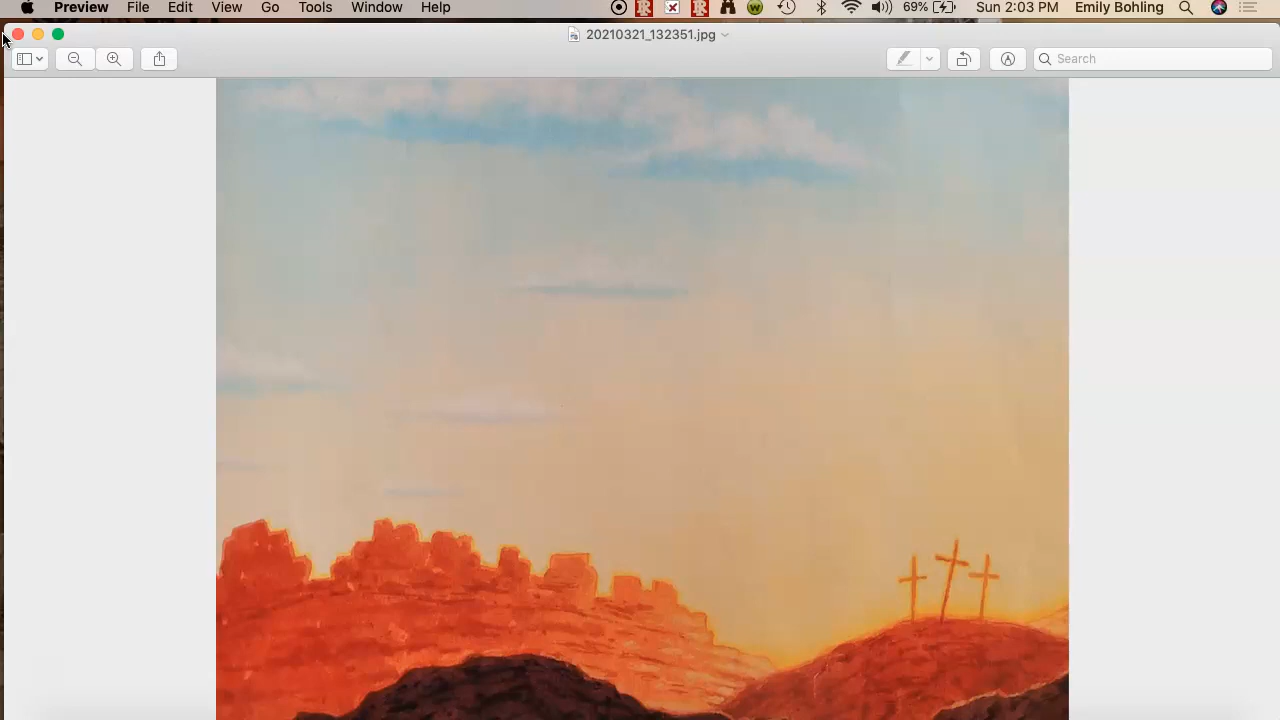 Preview File Edit View Go Tools Window Help 69% Sun 2:03 PM Emily Bohling
20210321_132351.jpg
Search